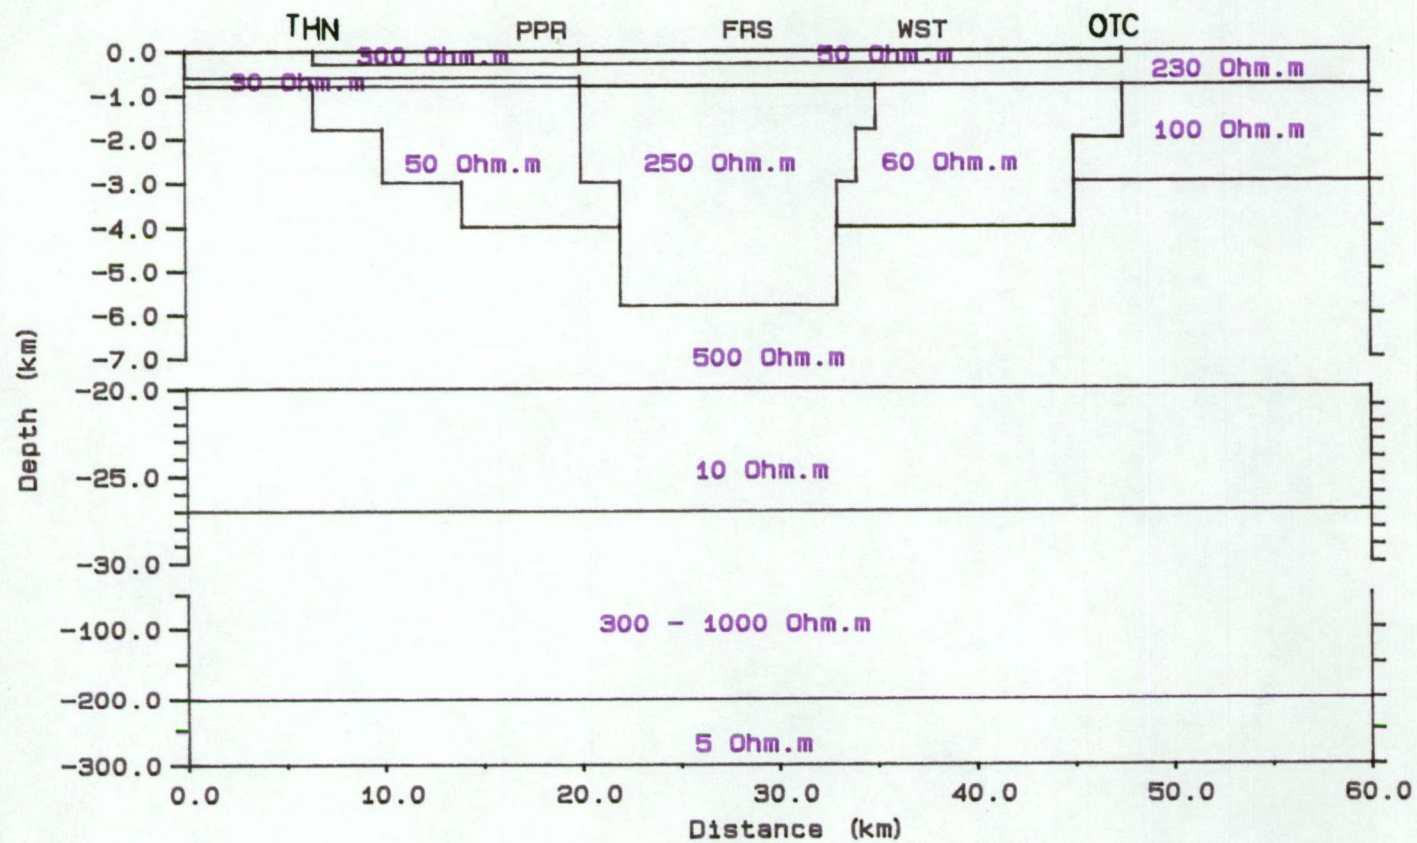 THN PPR FRS WST OTC
0.0 300 Ohm.m 50 Ohm.m
230 Ohm.m
30 Ohm.m
-1.0
100 Ohm.m
-2.0
50 Ohm.m 250 Ohm.m 60 Ohm.m
-3.0
-4.0
-5.0
-6.0
-7.0 500 Ohm.m
-20.0
10 Ohm.m
-25.0
-30.0
300 - 1000 Ohm.m
-100.0
-200.0
5 Ohm.m
-300.0
0.0 10.0 20.0 30.0 40.0 50.0 60.0
Distance (km)
Depth (km)